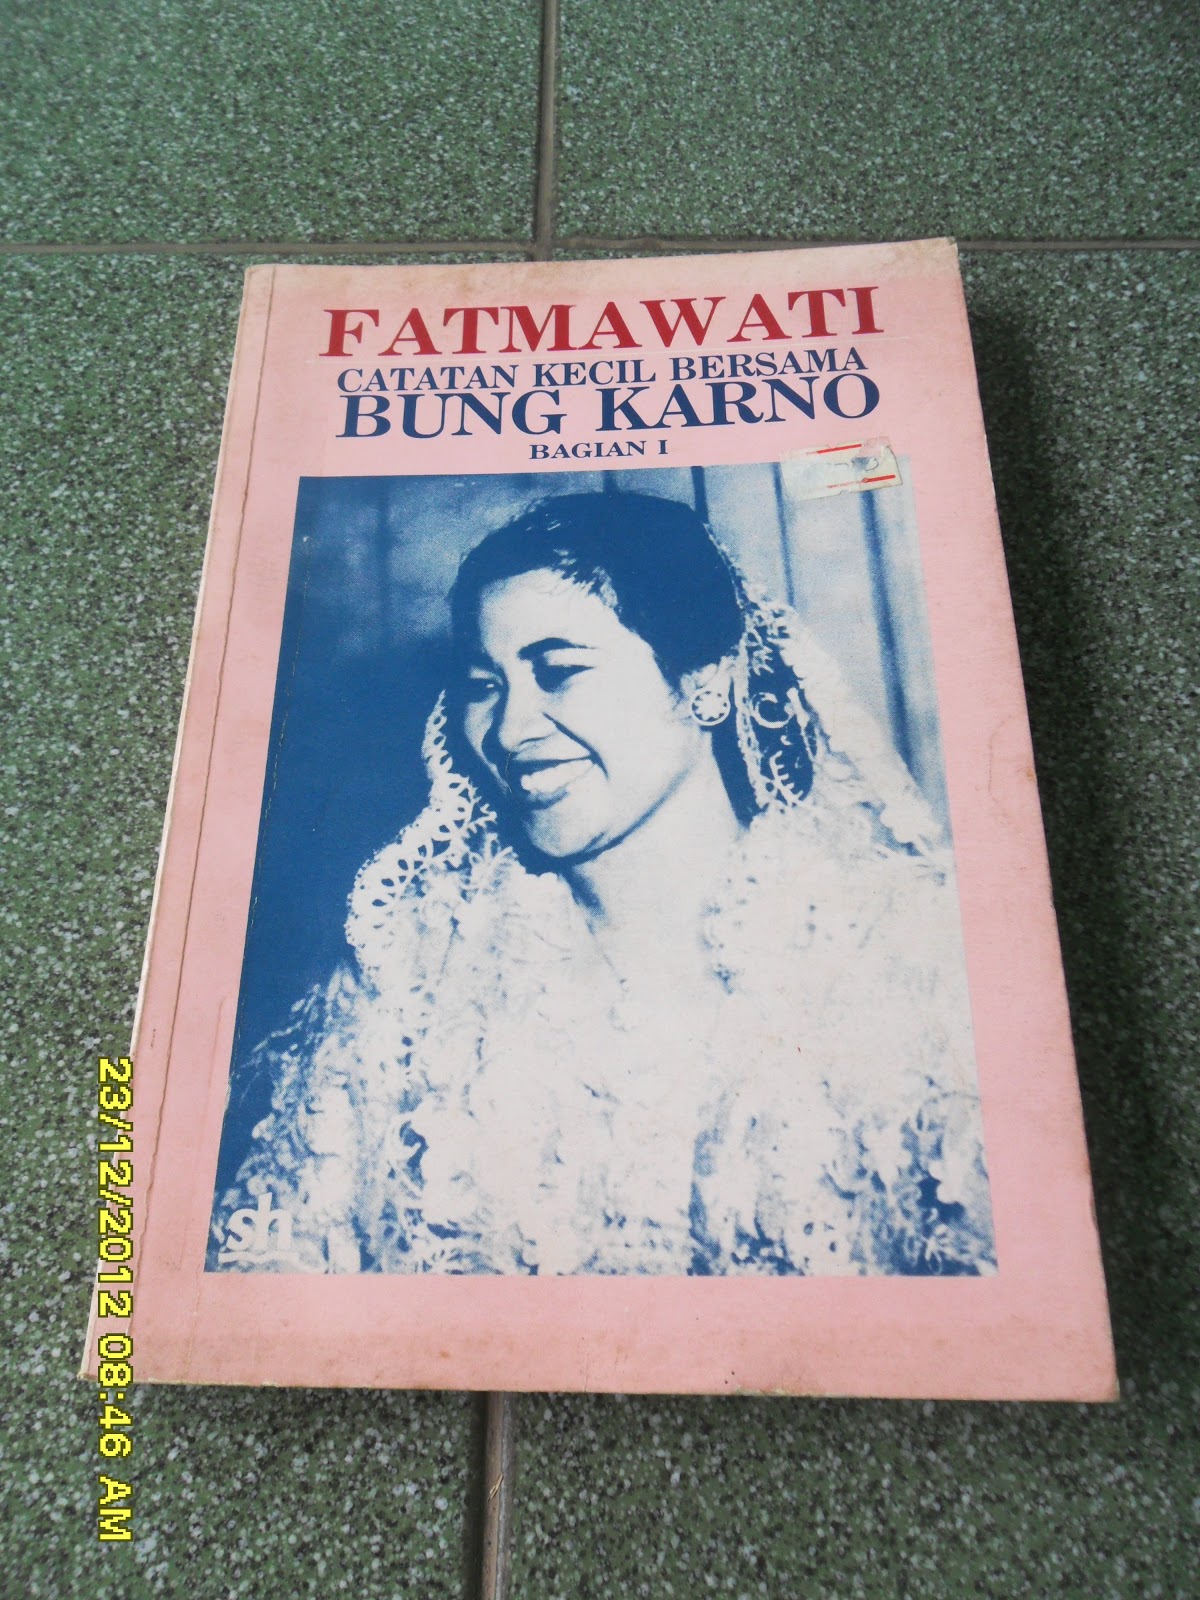 FATMAWATI
CATATAN KECIL BERSAMA
BUNG KARNO
BAGIAN I
sh
23/12/2012 08:46 AM